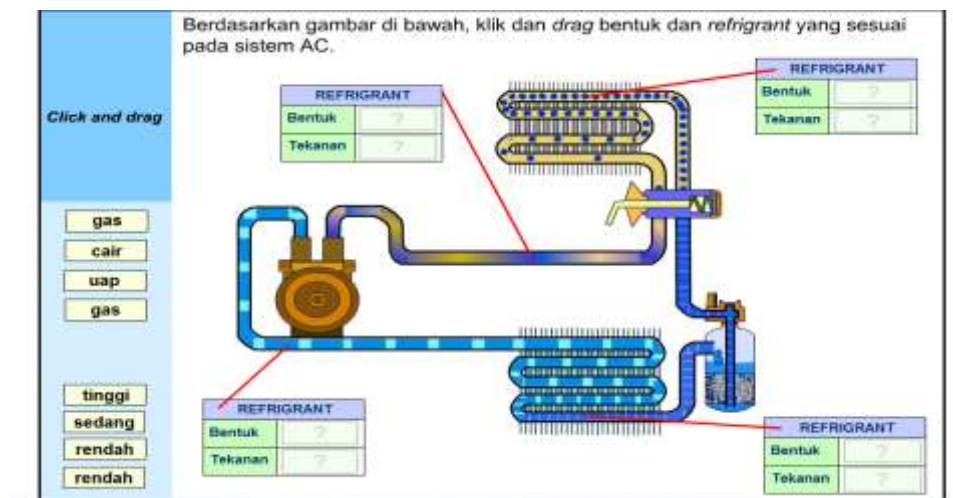 Berdasarkan gambar di bawah, klik dan drag bentuk dan refrigrant yang sesuai
pada sistem AC.
Click and drag
gas
cair
uap
gas
tinggi
sedang
rendah
rendah
REFRIGRANT
Bentuk ?
Tekanan ?
REFRIGRANT
Bentuk ?
Tekanan ?
REFRIGRANT
Bentuk ?
Tekanan ?
REFRIGRANT
Bentuk ?
Tekanan ?